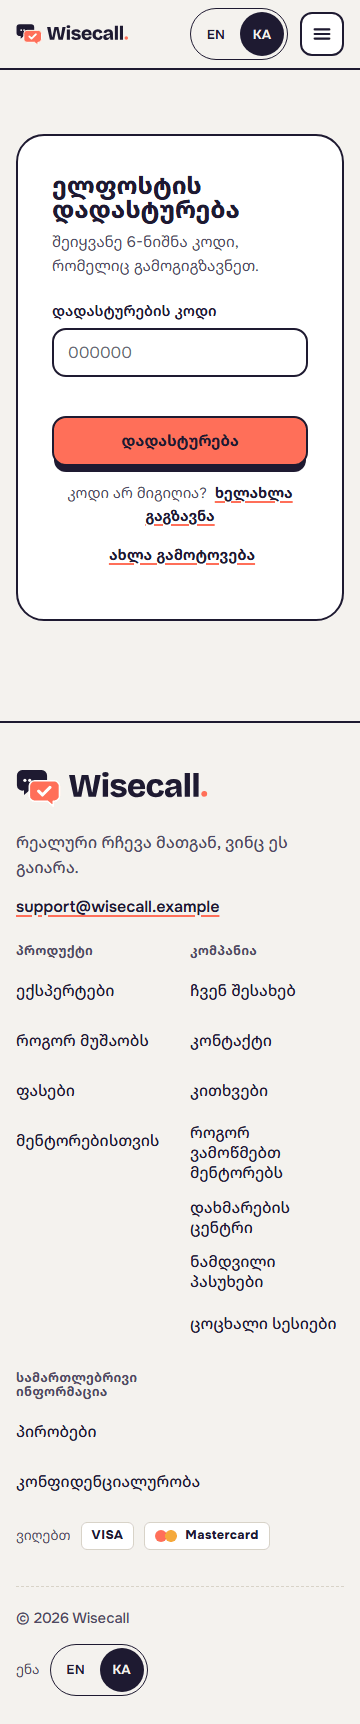 Wisecall.
EN KA
ელფოსტის
დადასტურება
შეიყვანე 6-ნიშნა კოდი,
რომელიც გამოგიგზავნეთ.
დადასტურების კოდი
000000
დადასტურება
კოდი არ მიგიღია? ხელახლა
გაგზავნა
ახლა გამოტოვება
Wisecall.
რეალური რჩევა მათგან, ვინც ეს
გაიარა.
support@wisecall.example
პროდუქტი
ექსპერტები
როგორ მუშაობს
ფასები
მენტორებისთვის
კომპანია
ჩვენ შესახებ
კონტაქტი
კითხვები
როგორ
ვამოწმებთ
მენტორებს
დახმარების
ცენტრი
ნამდვილი
პასუხები
ცოცხალი სესიები
სამართლებრივი
ინფორმაცია
პირობები
კონფიდენციალურობა
ვიღებთ VISA Mastercard
© 2026 Wisecall
ენა EN KA